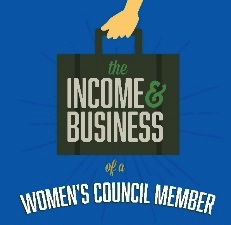 the
INCOME &
BUSINESS
of a
WOMEN'S COUNCIL MEMBER